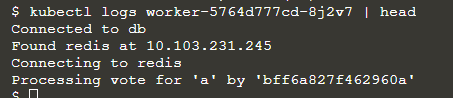 $ kubectl logs worker-5764d777cd-8j2v7 | head
Connected to db
Found redis at 10.103.231.245
Connecting to redis
Processing vote for 'a' by 'bff6a827f462960a'
$